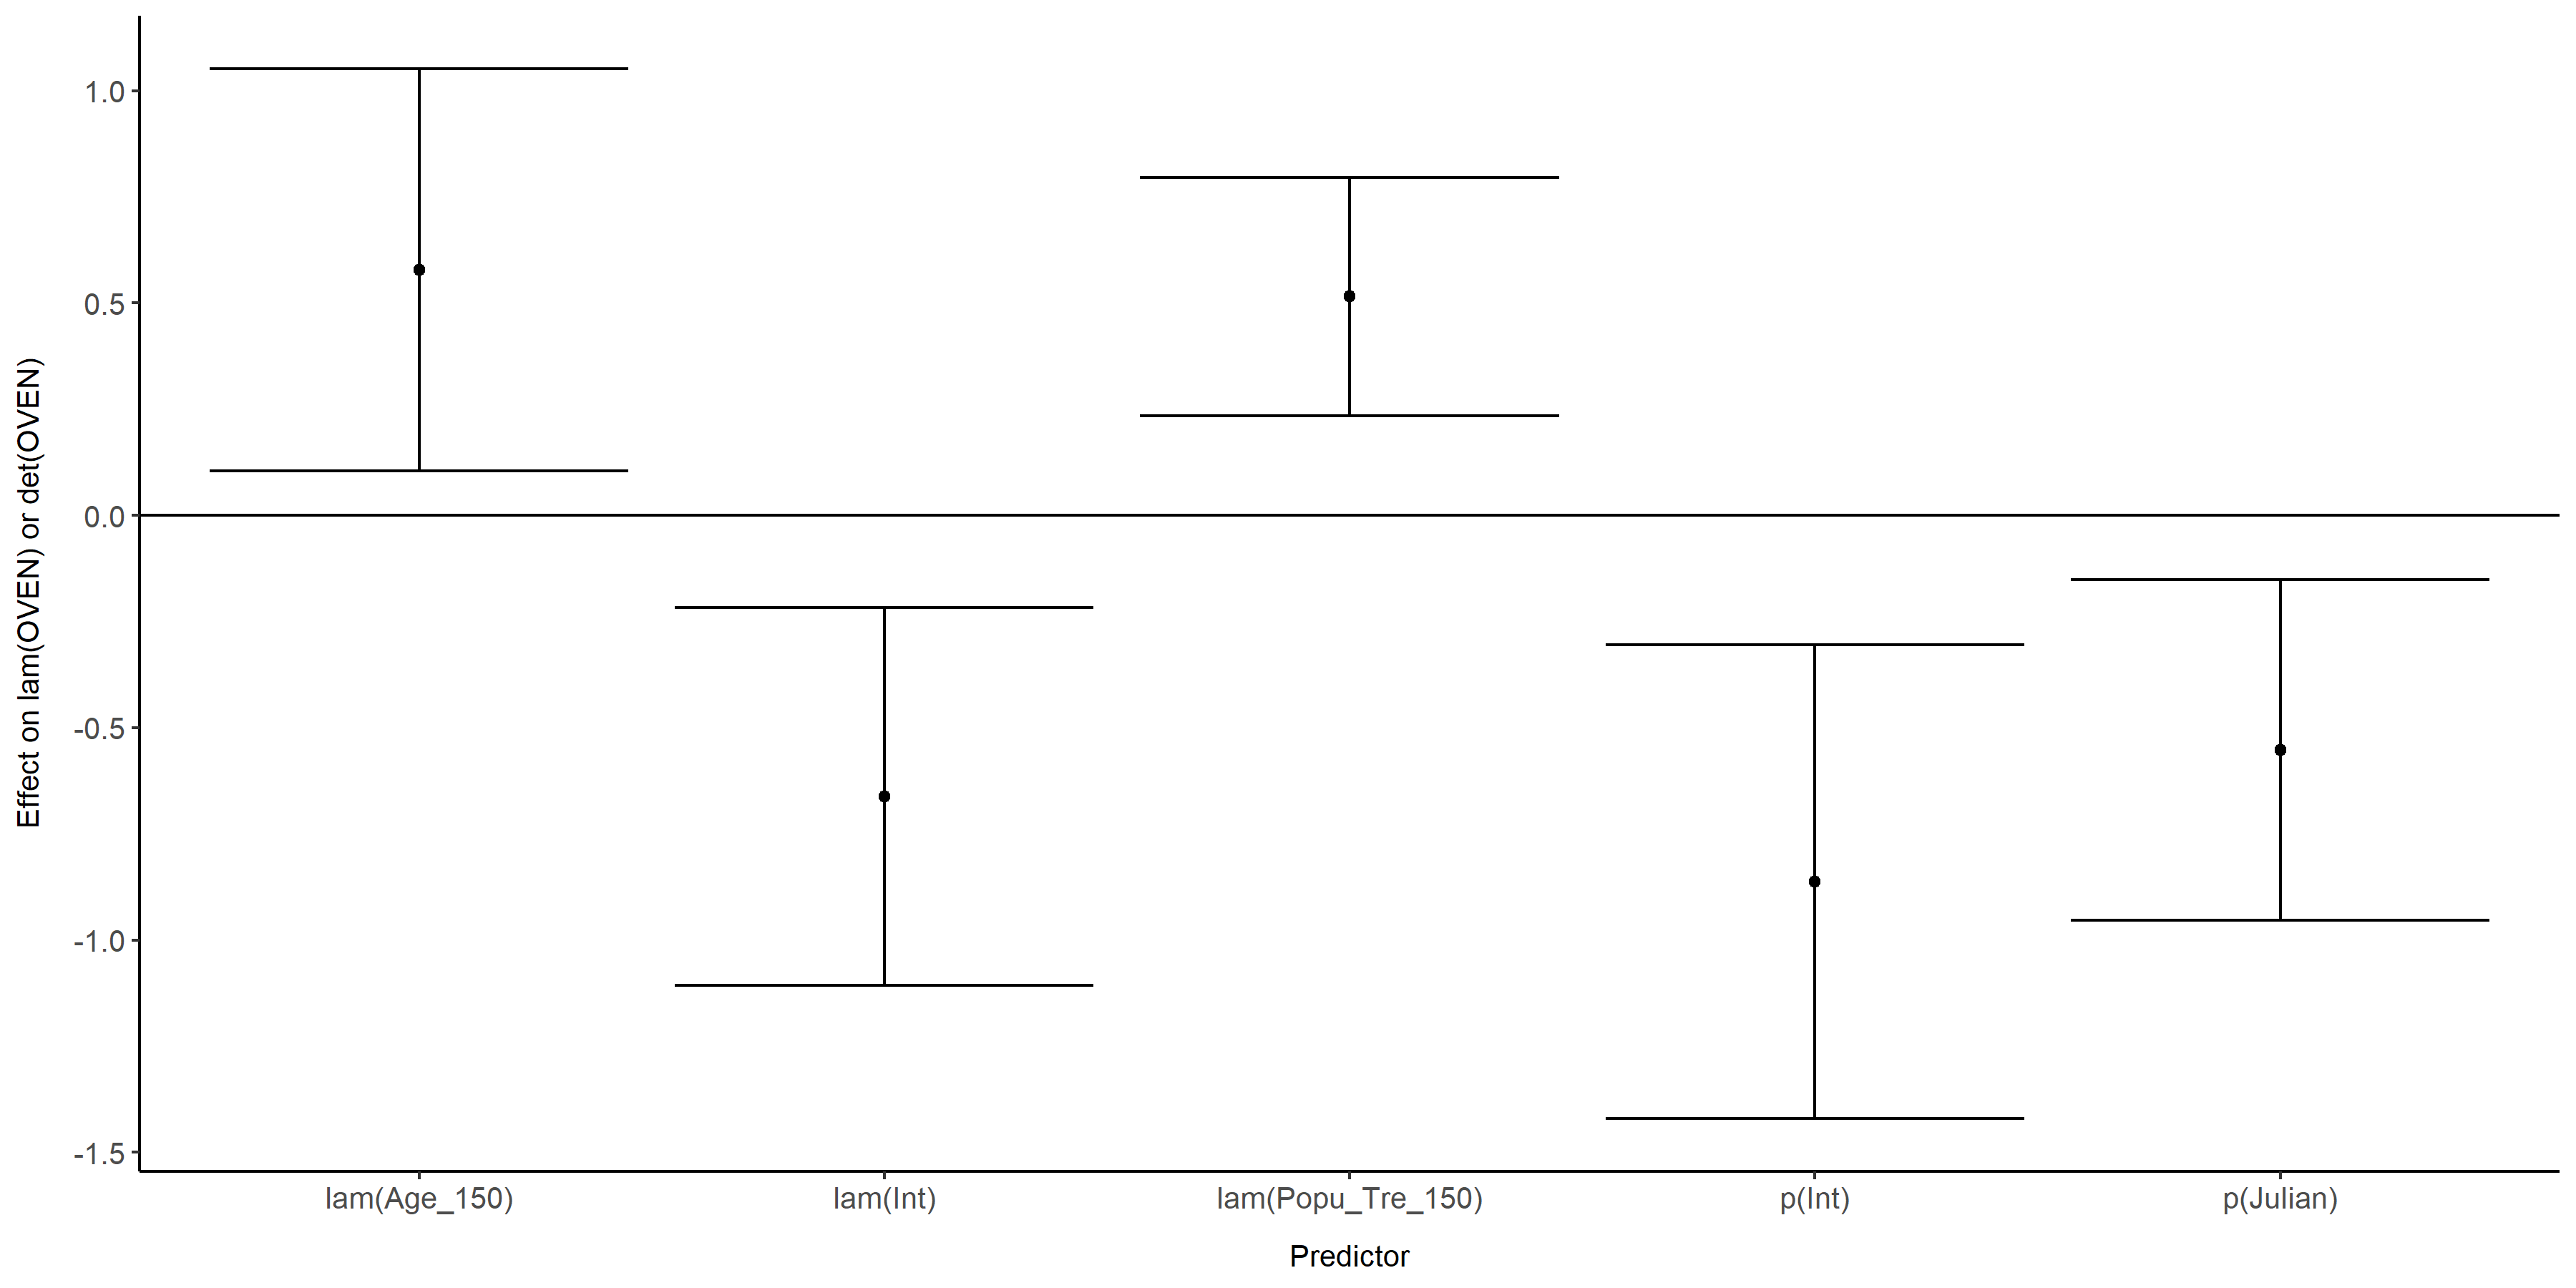 Effect on lam(OVEN) or det(OVEN)
1.0
0.5
0.0
-0.5
-1.0
-1.5
lam(Age_150)
lam(Int)
lam(Popu_Tre_150)
p(Int)
p(Julian)
Predictor